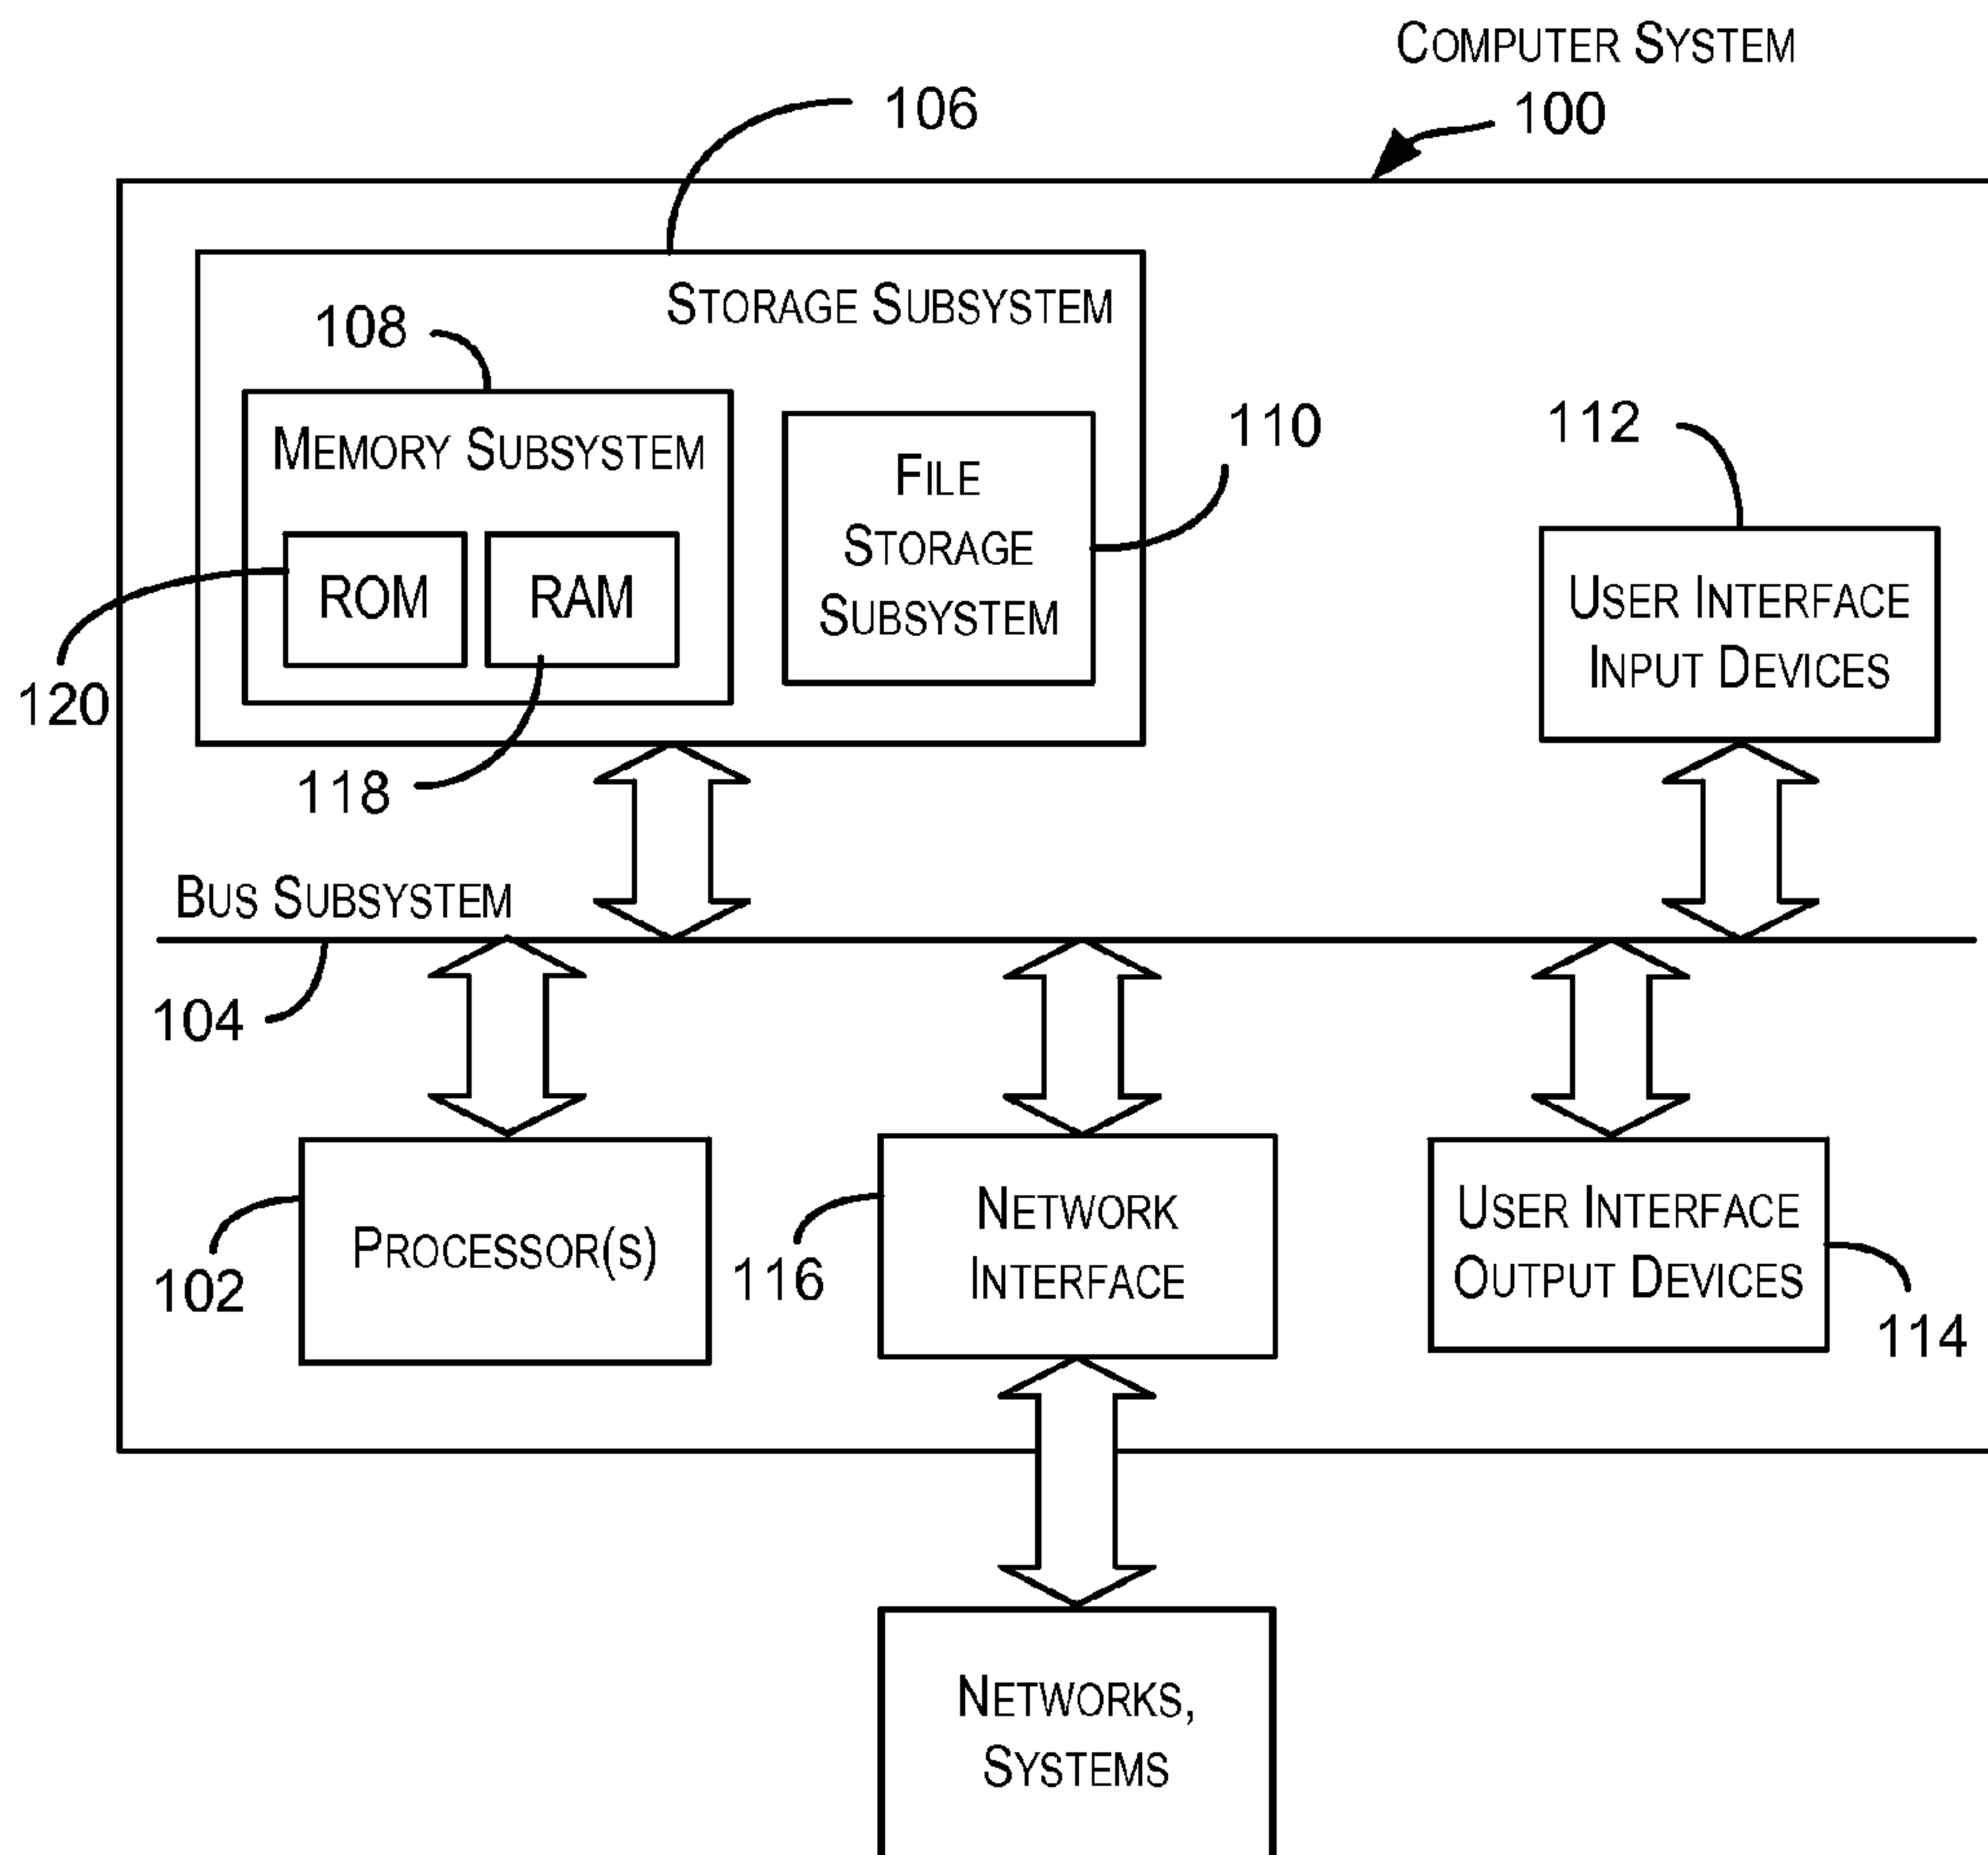 COMPUTER SYSTEM
100
106
STORAGE SUBSYSTEM
108
MEMORY SUBSYSTEM
110
FILE
STORAGE
SUBSYSTEM
112
ROM
RAM
USER INTERFACE
INPUT DEVICES
120
118
BUS SUBSYSTEM
104
PROCESSOR(S)
102
NETWORK
INTERFACE
116
USER INTERFACE
OUTPUT DEVICES
114
NETWORKS,
SYSTEMS